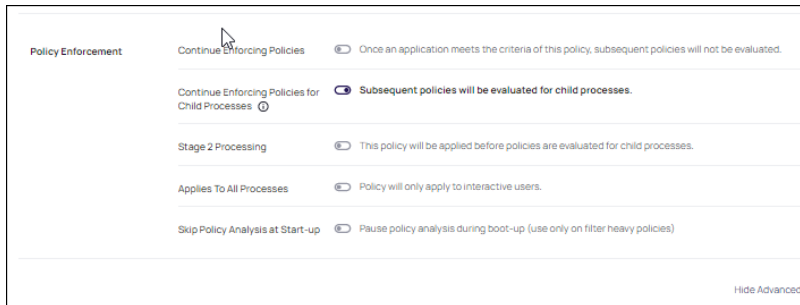 Policy Enforcement
Continue Enforcing Policies
Once an application meets the criteria of this policy, subsequent policies will not be evaluated.
Continue Enforcing Policies for
Child Processes
Subsequent policies will be evaluated for child processes.
Stage 2 Processing
This policy will be applied before policies are evaluated for child processes.
Applies To All Processes
Policy will only apply to interactive users.
Skip Policy Analysis at Start-up
Pause policy analysis during boot-up (use only on filter heavy policies)
Hide Advanced